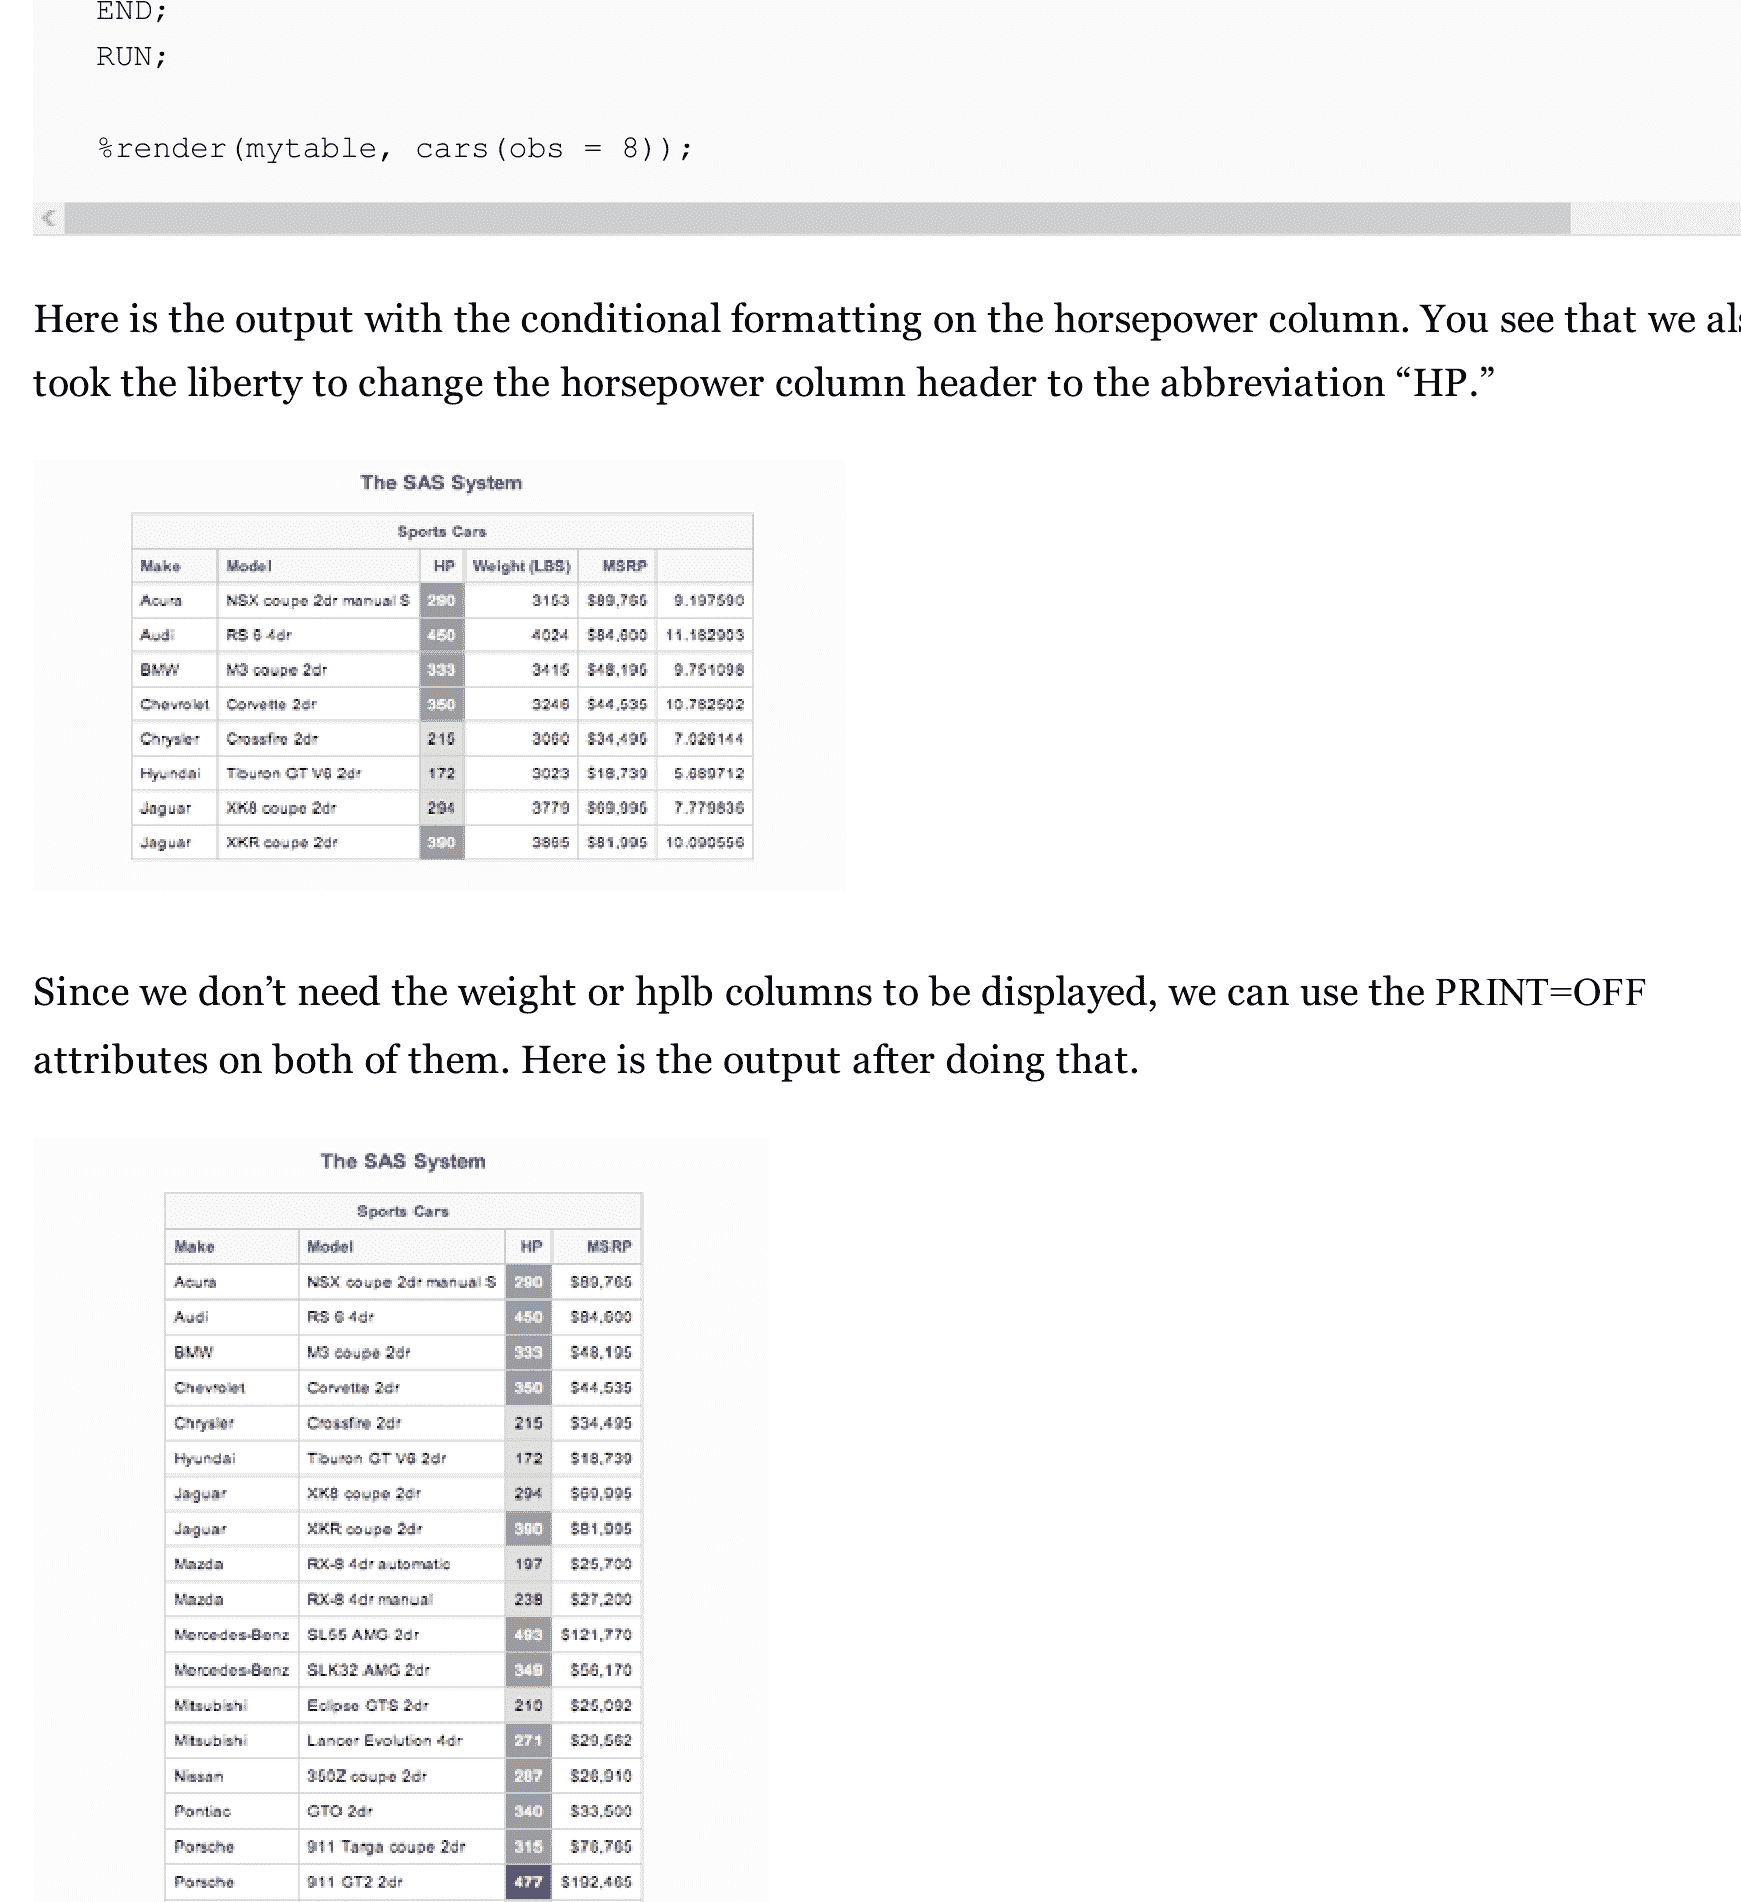 END;
RUN;
%render(mytable, cars(obs = 8));
Here is the output with the conditional formatting on the horsepower column. You see that we als
took the liberty to change the horsepower column header to the abbreviation “HP.”
The SAS System
Sports Cars
Make Model HP Weight (LBS) MSRP
Acura NSX coupe 2dr manual S 290 3153 $89,765 9.197590
Audi RS 6 4dr 450 4024 $84,600 11.182903
BMW M3 coupe 2dr 333 3415 $48,195 9.751098
Chevrolet Corvette 2dr 350 3246 $44,535 10.782502
Chrysler Crossfire 2dr 215 3060 $34,495 7.026144
Hyundai Tiburon GT V6 2dr 172 3023 $18,739 5.689712
Jaguar XK8 coupe 2dr 294 3779 $69,995 7.779836
Jaguar XKR coupe 2dr 390 3865 $81,995 10.090556
Since we don’t need the weight or hplb columns to be displayed, we can use the PRINT=OFF
attributes on both of them. Here is the output after doing that.
The SAS System
Sports Cars
Make Model HP MSRP
Acura NSX coupe 2dr manual S 290 $89,765
Audi RS 6 4dr 450 $84,600
BMW M3 coupe 2dr 333 $48,195
Chevrolet Corvette 2dr 350 $44,535
Chrysler Crossfire 2dr 215 $34,495
Hyundai Tiburon GT V6 2dr 172 $18,739
Jaguar XK8 coupe 2dr 294 $69,995
Jaguar XKR coupe 2dr 390 $81,995
Mazda RX-8 4dr automatic 197 $25,700
Mazda RX-8 4dr manual 238 $27,200
Mercedes-Benz SL55 AMG 2dr 493 $121,770
Mercedes-Benz SLK32 AMG 2dr 349 $56,170
Mitsubishi Eclipse GTS 2dr 210 $25,092
Mitsubishi Lancer Evolution 4dr 271 $29,562
Nissan 350Z coupe 2dr 287 $26,910
Pontiac GTO 2dr 340 $33,500
Porsche 911 Targa coupe 2dr 315 $76,765
Porsche 911 GT2 2dr 477 $192,465